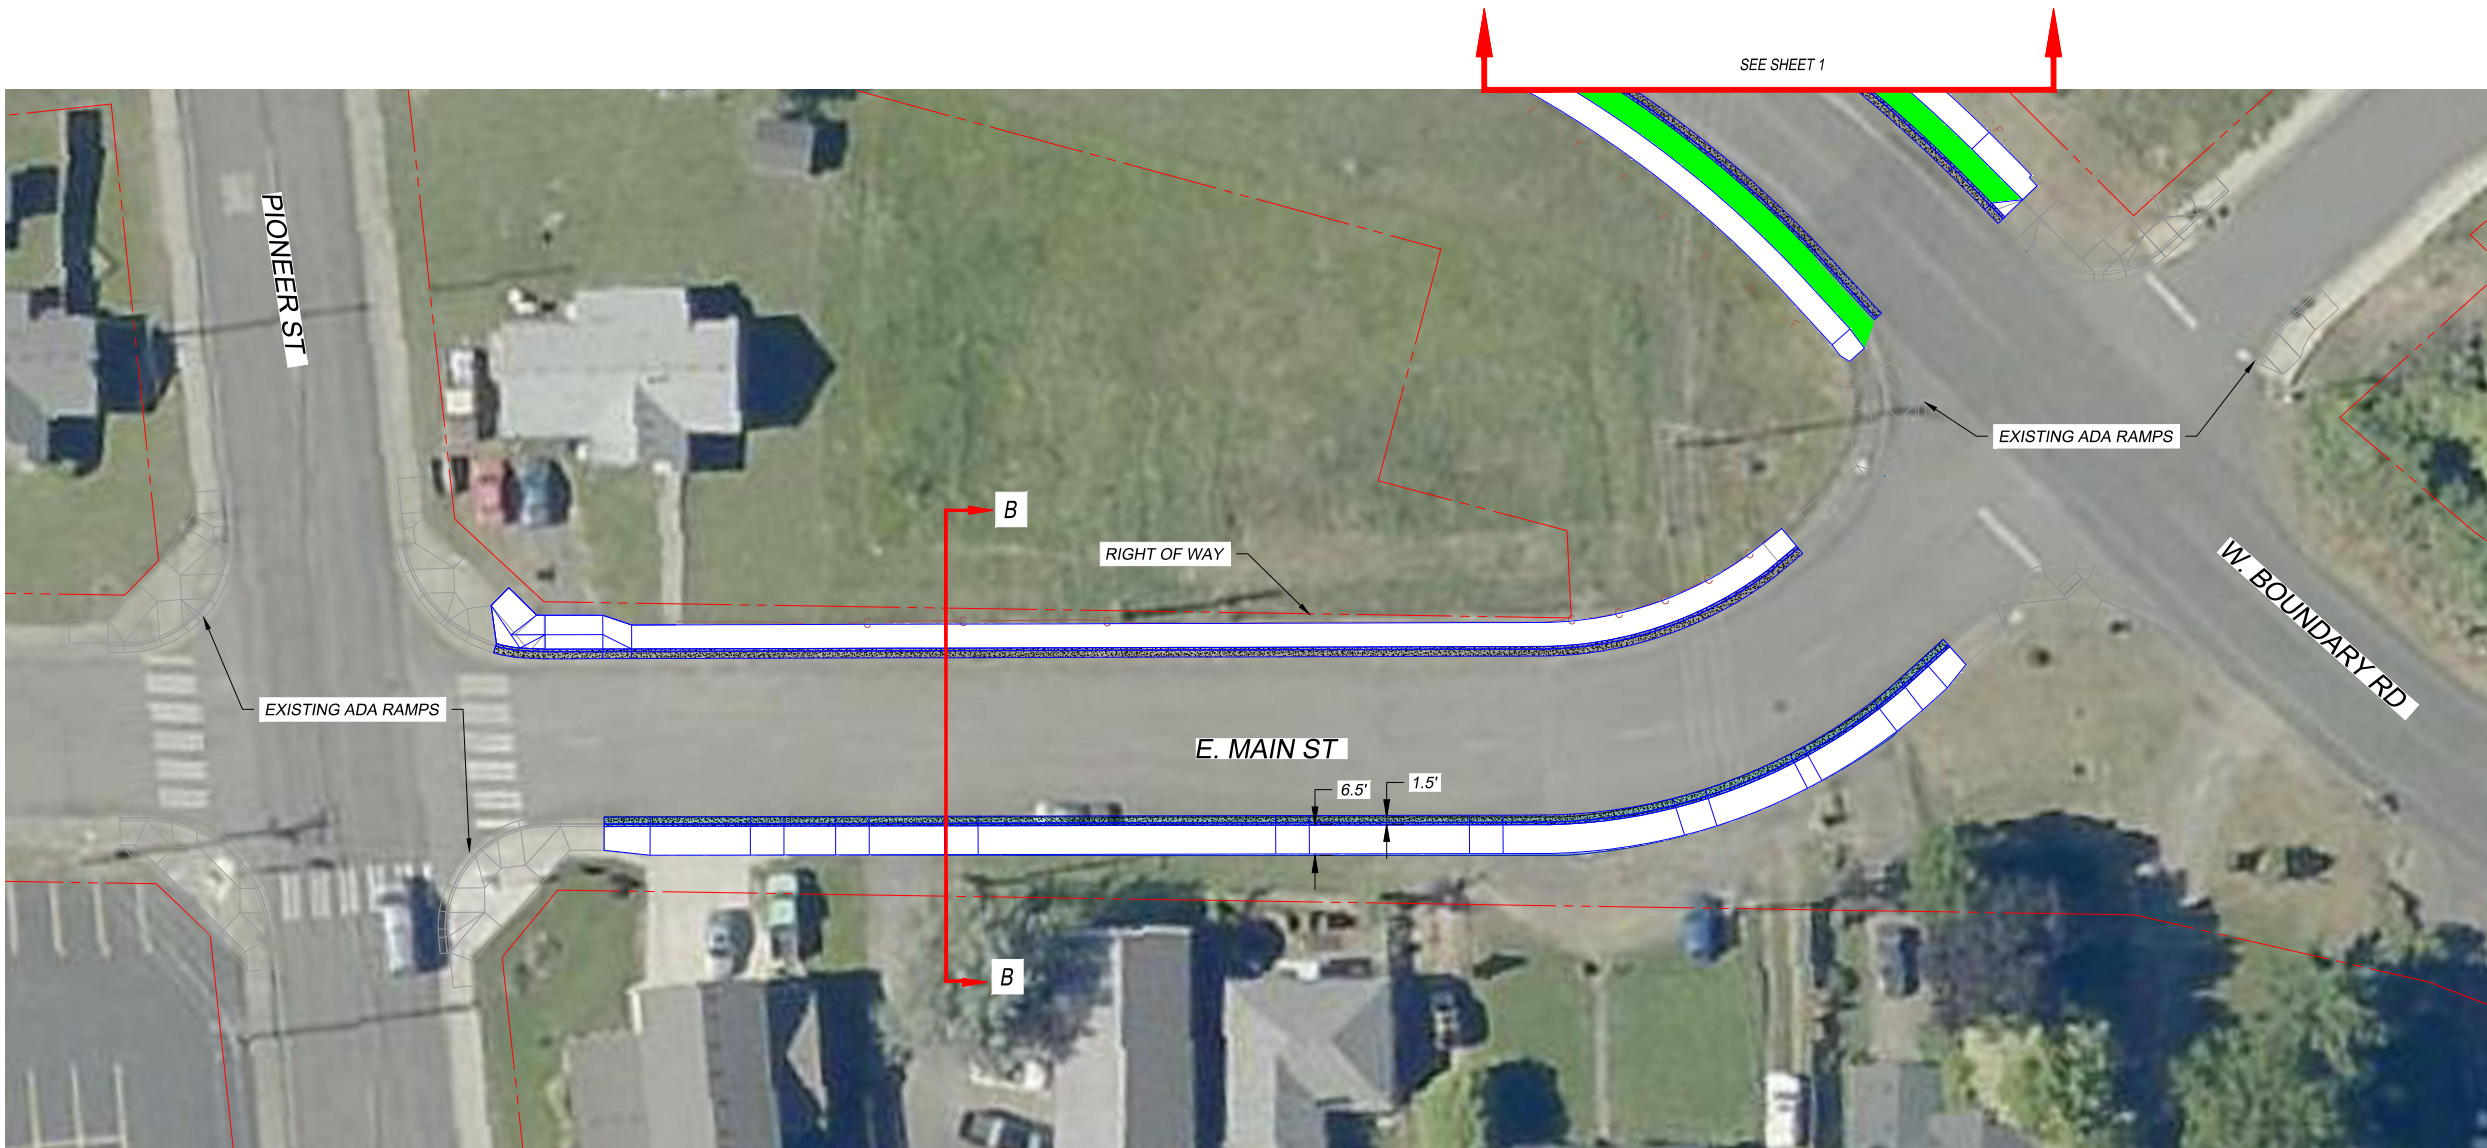 SEE SHEET 1
PIONEER ST
EXISTING ADA RAMPS
B
RIGHT OF WAY
W. BOUNDARY RD
EXISTING ADA RAMPS
E. MAIN ST
6.5'
1.5'
B